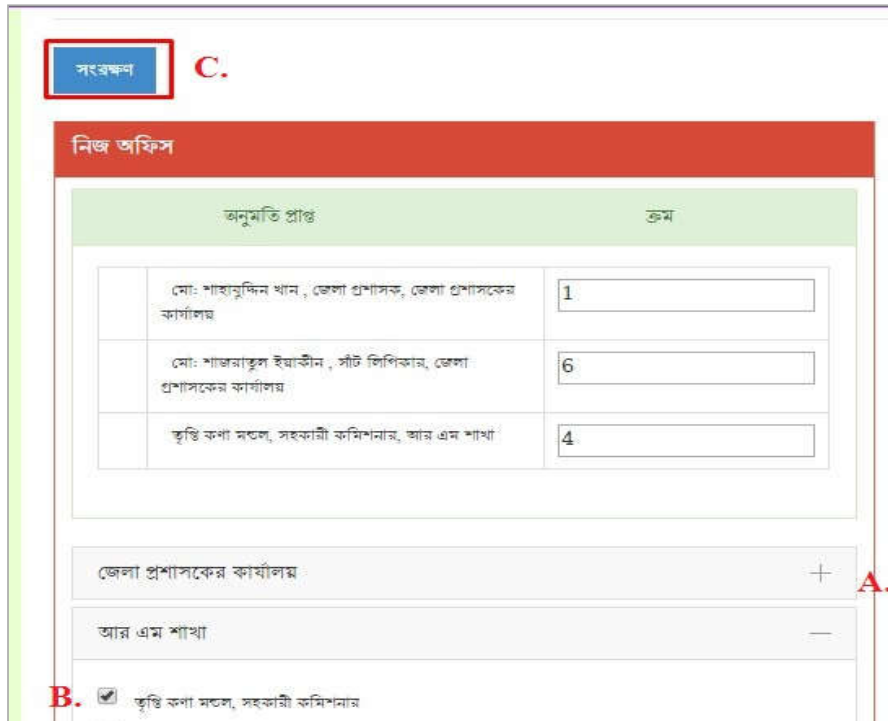 সংরক্ষণ C.
নিজ অফিস
অনুমতি প্রাপ্ত ক্রম
মো: শাহাবুদ্দিন খান , জেলা প্রশাসক, জেলা প্রশাসকের
কার্যালয় 1
মো: শাজরাতুল ইয়াকীন , সাঁট লিপিকার, জেলা
প্রশাসকের কার্যালয় 6
তৃপ্তি কণা মন্ডল, সহকারী কমিশনার, আর এম শাখা 4
জেলা প্রশাসকের কার্যালয় A.
আর এম শাখা
B. তৃপ্তি কণা মন্ডল, সহকারী কমিশনার